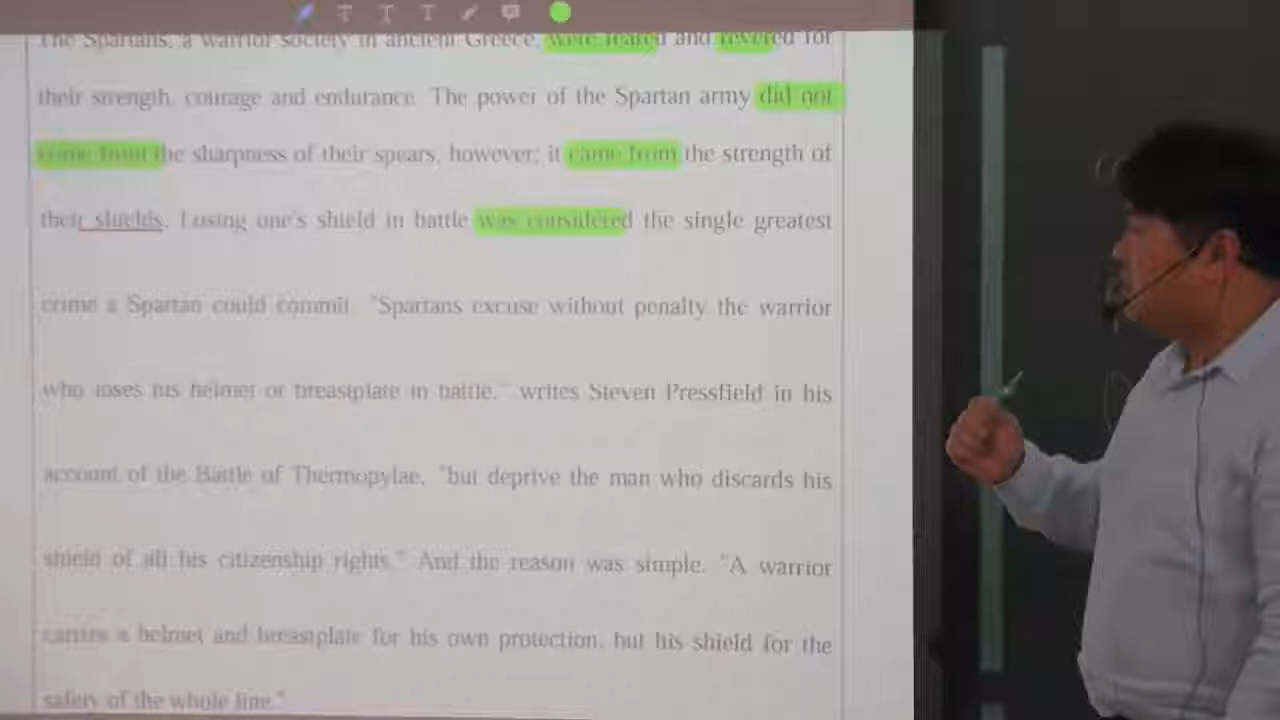 The Spartans, a warrior society in ancient Greece, were feared and revered for
their strength, courage and endurance. The power of the Spartan army did not
come from the sharpness of their spears, however; it came from the strength of
their shields. Losing one's shield in battle was considered the single greatest
crime a Spartan could commit. "Spartans excuse without penalty the warrior
who loses his helmet or breastplate in battle," writes Steven Pressfield in his
account of the Battle of Thermopylae, "but deprive the man who discards his
shield of all his citizenship rights." And the reason was simple. "A warrior
carries a helmet and breastplate for his own protection, but his shield for the
safety of the whole line."